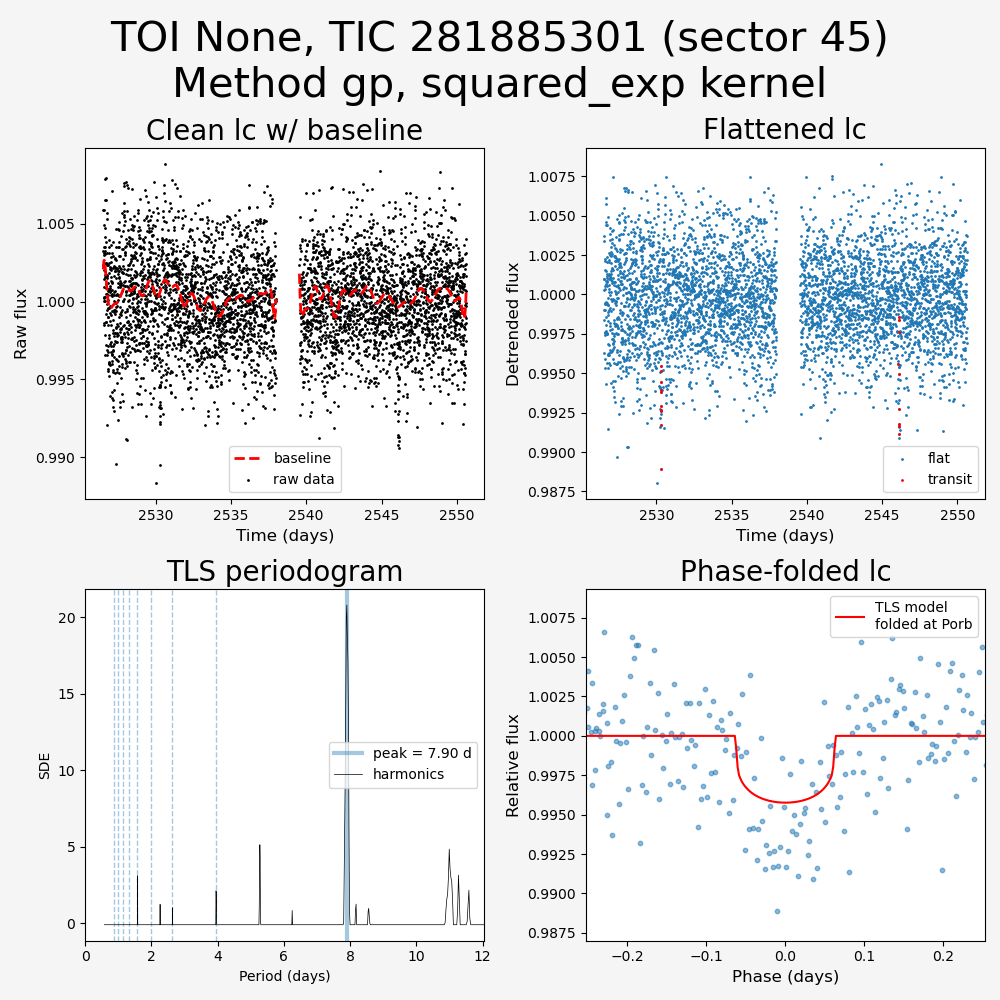 TOI None, TIC 281885301 (sector 45)
Method gp, squared_exp kernel
Clean lc w/ baseline
Raw flux
1.005
1.000
0.995
0.990
baseline
raw data
2530
2535
2540
2545
2550
Time (days)
Flattened lc
Detrended flux
1.0075
1.0050
1.0025
1.0000
0.9975
0.9950
0.9925
0.9900
0.9875
flat
transit
2530
2535
2540
2545
2550
Time (days)
TLS periodogram
SDE
20
15
10
5
0
peak = 7.90 d
harmonics
0
2
4
6
8
10
12
Period (days)
Phase-folded lc
Relative flux
1.0075
1.0050
1.0025
1.0000
0.9975
0.9950
0.9925
0.9900
0.9875
TLS model
folded at Porb
−0.2
−0.1
0.0
0.1
0.2
Phase (days)